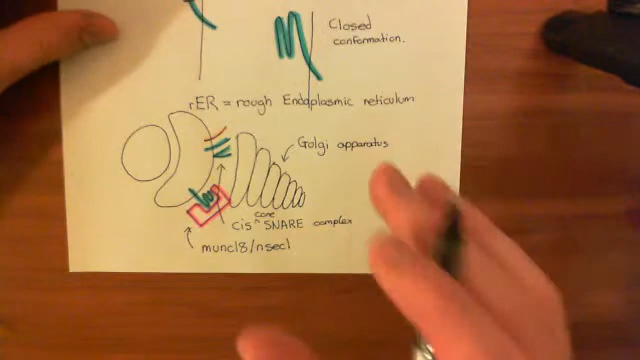 Closed
conformation.
rER = rough Endoplasmic reticulum
Golgi apparatus
cis core SNARE complex
munc18/nsec1